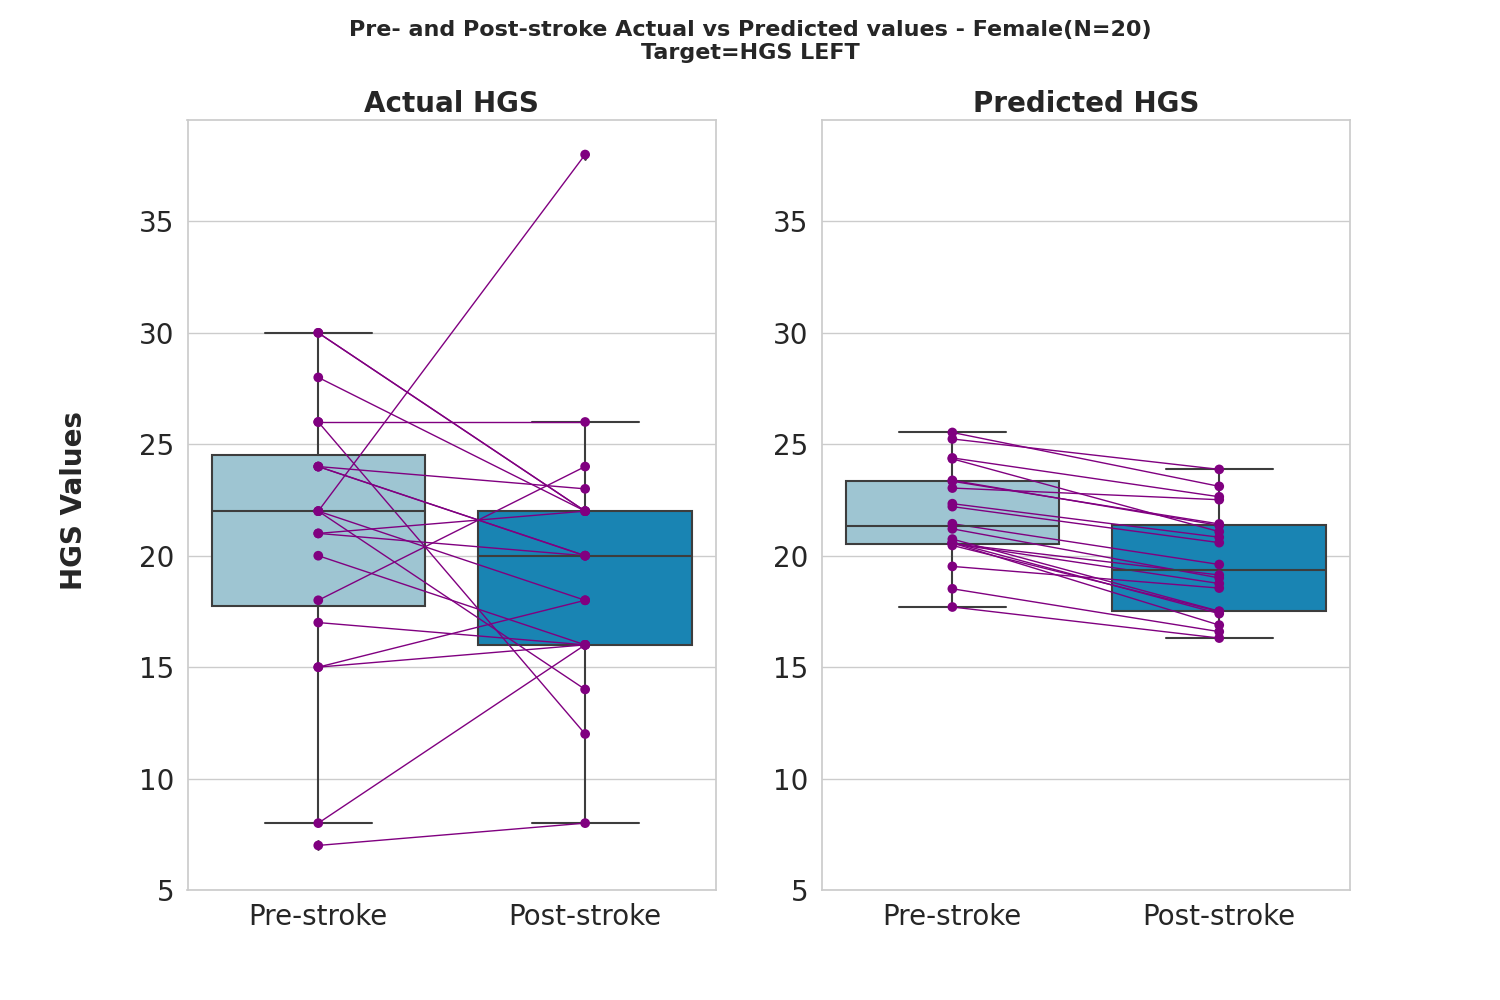 Pre- and Post-stroke Actual vs Predicted values - Female(N=20)
Target=HGS LEFT
Actual HGS
Predicted HGS
HGS Values
35
30
25
20
15
10
5
Pre-stroke
Post-stroke
35
30
25
20
15
10
5
Pre-stroke
Post-stroke